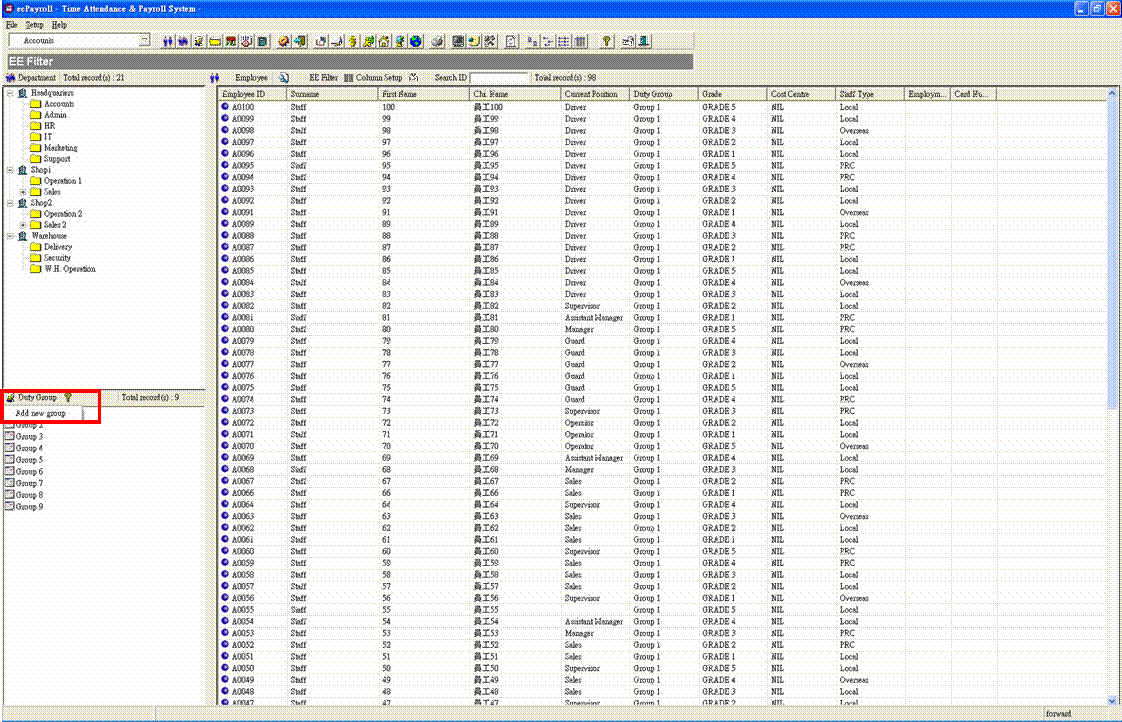 ecPayroll - Time Attendance & Payroll System -
File Setup Help
Accounts
EE Filter
Department Total record(s) : 21 Employee EE Filter Column Setup Search ID Total record(s) : 98
Headquarters
Accounts
Admin
HR
IT
Marketing
Support
Shop1
Operation 1
Sales
Shop2
Operation 2
Sales 2
Warehouse
Delivery
Security
W.H. Operation
Duty Group Total record(s) : 9
Add new group
Group 2
Group 3
Group 4
Group 5
Group 6
Group 7
Group 8
Group 9
Employee ID Surname First Name Chi. Name Current Position Duty Group Grade Cost Centre Staff Type Employm... Card Nu...
A0100 Staff 100 員工100 Driver Group 1 GRADE 5 NIL Local
A0099 Staff 99 員工99 Driver Group 1 GRADE 4 NIL Local
A0098 Staff 98 員工98 Driver Group 1 GRADE 3 NIL Overseas
A0097 Staff 97 員工97 Driver Group 1 GRADE 2 NIL Local
A0096 Staff 96 員工96 Driver Group 1 GRADE 1 NIL Local
A0095 Staff 95 員工95 Driver Group 1 GRADE 5 NIL PRC
A0094 Staff 94 員工94 Driver Group 1 GRADE 4 NIL PRC
A0093 Staff 93 員工93 Driver Group 1 GRADE 3 NIL Local
A0092 Staff 92 員工92 Driver Group 1 GRADE 2 NIL Local
A0091 Staff 91 員工91 Driver Group 1 GRADE 1 NIL Overseas
A0089 Staff 89 員工89 Driver Group 1 GRADE 4 NIL Local
A0088 Staff 88 員工88 Driver Group 1 GRADE 3 NIL PRC
A0087 Staff 87 員工87 Driver Group 1 GRADE 2 NIL PRC
A0086 Staff 86 員工86 Driver Group 1 GRADE 1 NIL Local
A0085 Staff 85 員工85 Driver Group 1 GRADE 5 NIL Local
A0084 Staff 84 員工84 Driver Group 1 GRADE 4 NIL Overseas
A0083 Staff 83 員工83 Driver Group 1 GRADE 3 NIL Local
A0082 Staff 82 員工82 Supervisor Group 1 GRADE 2 NIL Local
A0081 Staff 81 員工81 Assistant Manager Group 1 GRADE 1 NIL PRC
A0080 Staff 80 員工80 Manager Group 1 GRADE 5 NIL PRC
A0079 Staff 79 員工79 Guard Group 1 GRADE 4 NIL Local
A0078 Staff 78 員工78 Guard Group 1 GRADE 3 NIL Local
A0077 Staff 77 員工77 Guard Group 1 GRADE 2 NIL Overseas
A0076 Staff 76 員工76 Guard Group 1 GRADE 1 NIL Local
A0075 Staff 75 員工75 Guard Group 1 GRADE 5 NIL Local
A0074 Staff 74 員工74 Guard Group 1 GRADE 4 NIL PRC
A0073 Staff 73 員工73 Supervisor Group 1 GRADE 3 NIL PRC
A0072 Staff 72 員工72 Operator Group 1 GRADE 2 NIL Local
A0071 Staff 71 員工71 Operator Group 1 GRADE 1 NIL Local
A0070 Staff 70 員工70 Operator Group 1 GRADE 5 NIL Overseas
A0069 Staff 69 員工69 Assistant Manager Group 1 GRADE 4 NIL Local
A0068 Staff 68 員工68 Manager Group 1 GRADE 3 NIL Local
A0067 Staff 67 員工67 Sales Group 1 GRADE 2 NIL PRC
A0066 Staff 66 員工66 Sales Group 1 GRADE 1 NIL PRC
A0064 Staff 64 員工64 Supervisor Group 1 GRADE 4 NIL Local
A0063 Staff 63 員工63 Sales Group 1 GRADE 3 NIL Overseas
A0062 Staff 62 員工62 Sales Group 1 GRADE 2 NIL Local
A0061 Staff 61 員工61 Sales Group 1 GRADE 1 NIL Local
A0060 Staff 60 員工60 Supervisor Group 1 GRADE 5 NIL PRC
A0059 Staff 59 員工59 Sales Group 1 GRADE 4 NIL PRC
A0058 Staff 58 員工58 Sales Group 1 GRADE 3 NIL Local
A0057 Staff 57 員工57 Sales Group 1 GRADE 2 NIL Local
A0056 Staff 56 員工56 Supervisor Group 1 GRADE 1 NIL Overseas
A0055 Staff 55 員工55 Group 1 GRADE 5 NIL Local
A0054 Staff 54 員工54 Assistant Manager Group 1 GRADE 4 NIL Local
A0053 Staff 53 員工53 Manager Group 1 GRADE 3 NIL PRC
A0052 Staff 52 員工52 Sales Group 1 GRADE 2 NIL PRC
A0051 Staff 51 員工51 Sales Group 1 GRADE 1 NIL Local
A0050 Staff 50 員工50 Supervisor Group 1 GRADE 5 NIL Local
A0049 Staff 49 員工49 Sales Group 1 GRADE 4 NIL Overseas
A0048 Staff 48 員工48 Sales Group 1 GRADE 3 NIL Local
A0047 Staff 47 員工47 Supervisor Group 1 GRADE 2 NIL Local
forward